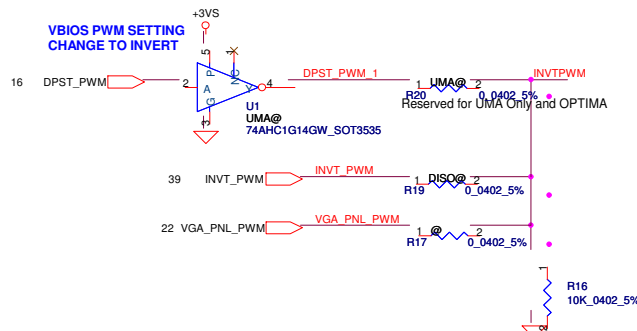 +3VS
VBIOS PWM SETTING
CHANGE TO INVERT
5
1
P
NC
16 DPST_PWM 2 A Y 4 DPST_PWM_1 1 UMA@ 2 INVTPWM
G
R20 0_0402_5%
3
U1
UMA@
74AHC1G14GW_SOT3535
Reserved for UMA Only and OPTIMA
39 INVT_PWM INVT_PWM 1 DISO@ 2
R19 0_0402_5%
22 VGA_PNL_PWM VGA_PNL_PWM 1 @ 2
R17 0_0402_5%
1
R16
10K_0402_5%
2